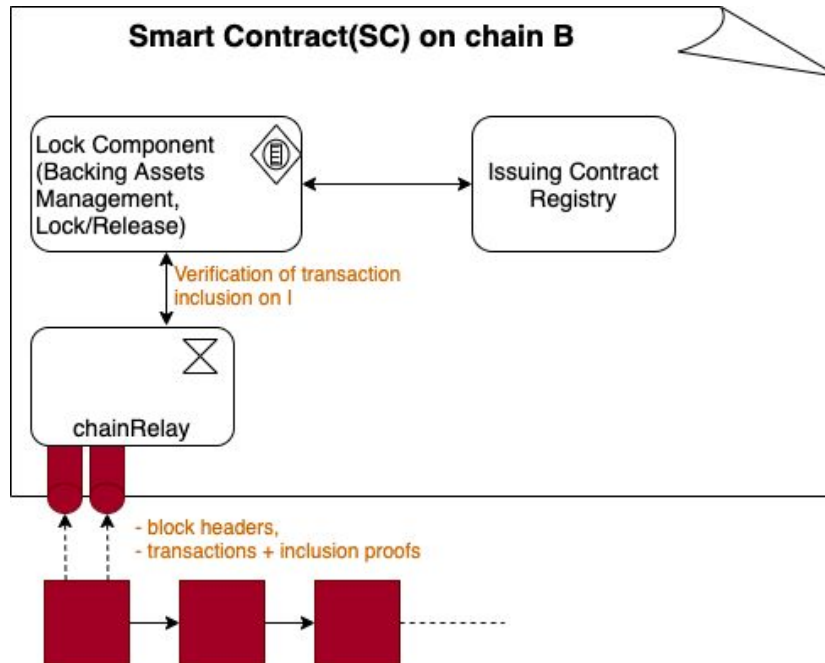 Smart Contract(SC) on chain B
Lock Component
(Backing Assets
Management,
Lock/Release)
Issuing Contract
Registry
Verification of transaction
inclusion on I
chainRelay
- block headers,
- transactions + inclusion proofs